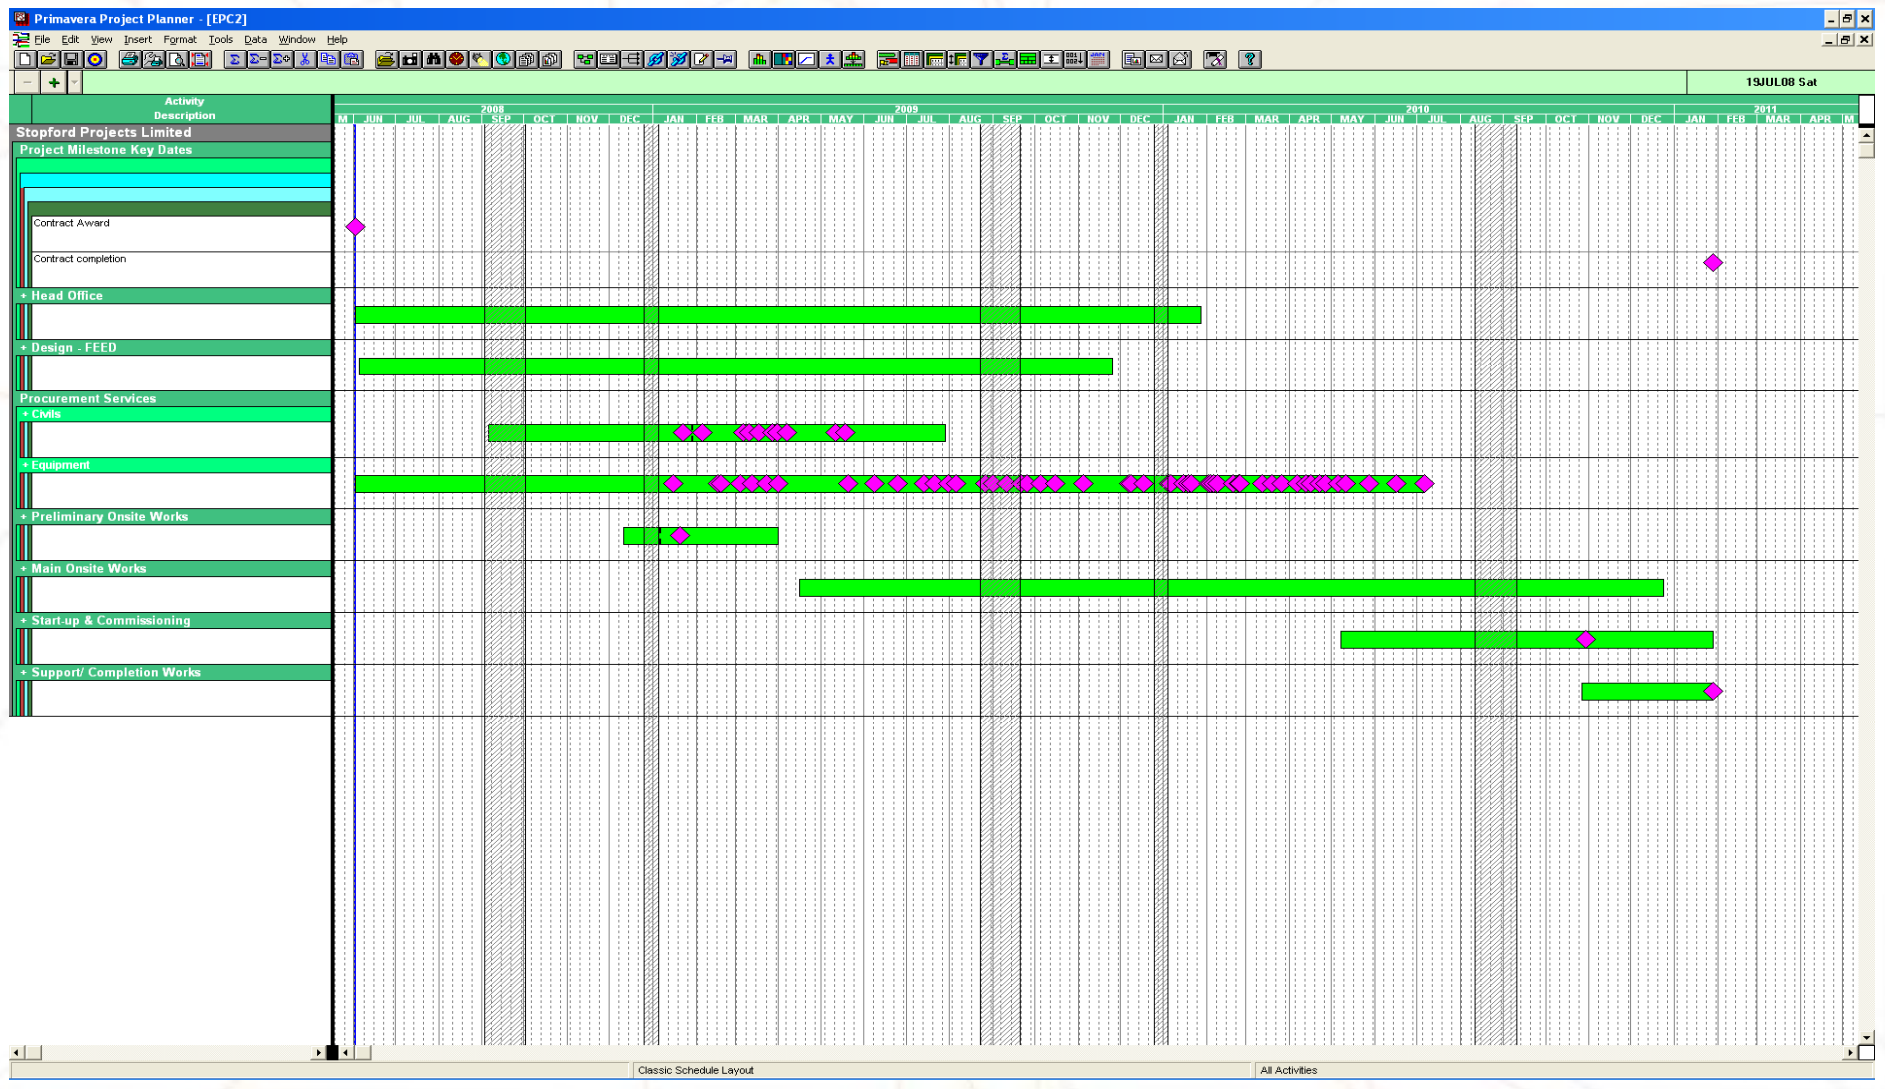 Primavera Project Planner - [EPC2]
File Edit View Insert Format Tools Data Window Help
19JUL08 Sat
Activity
Description
2008 2009 2010 2011
M JUN JUL AUG SEP OCT NOV DEC JAN FEB MAR APR MAY JUN JUL AUG SEP OCT NOV DEC JAN FEB MAR APR MAY JUN JUL AUG SEP OCT NOV DEC JAN FEB MAR APR M
Stopford Projects Limited
Project Milestone Key Dates
Contract Award
Contract completion
+ Head Office
+ Design - FEED
Procurement Services
+ Civils
+ Equipment
+ Preliminary Onsite Works
+ Main Onsite Works
+ Start-up & Commissioning
+ Support/ Completion Works
Classic Schedule Layout
All Activities